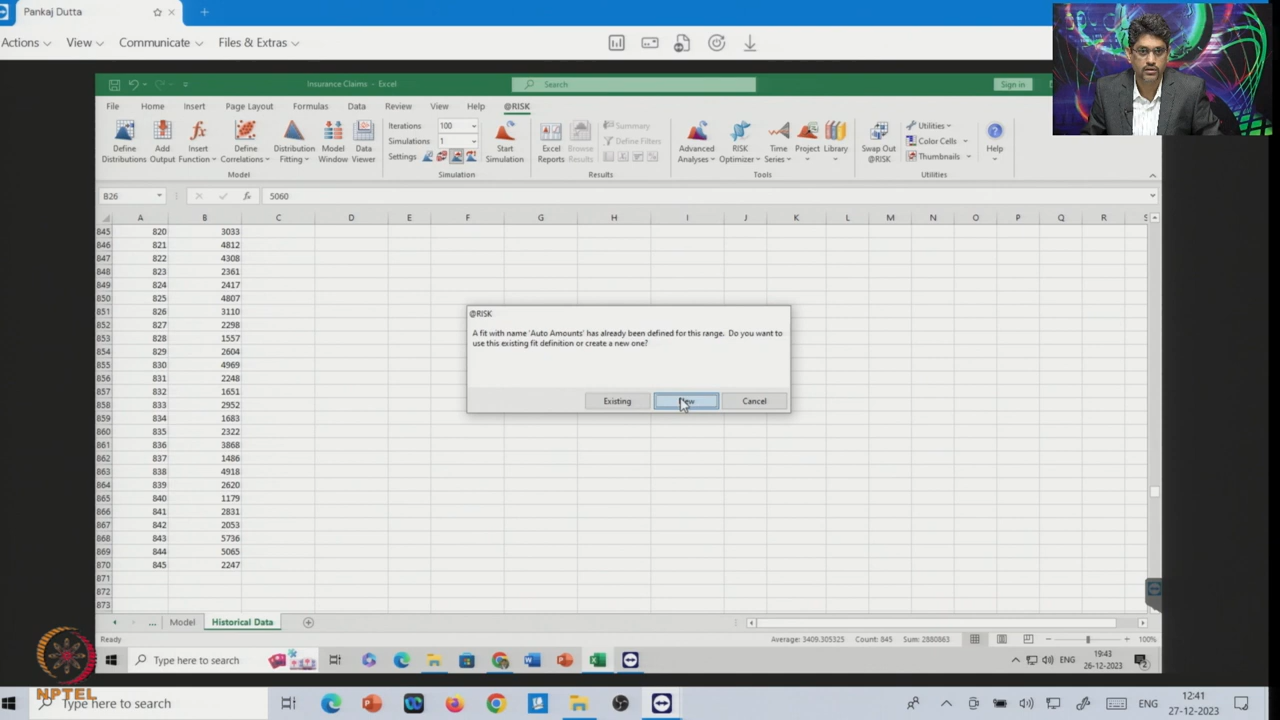 Pankaj Dutta
Actions View Communicate Files & Extras
Insurance Claims - Excel
Search
Sign in
File Home Insert Page Layout Formulas Data Review View Help @RISK
Define Distributions
Add Output
Insert Function
Define Correlations
Distribution Fitting
Model Window
Data Viewer
Model
Iterations 100
Simulations 1
Settings
Start Simulation
Simulation
Excel Reports
Browse Results
Summary
Define Filters
Results
Advanced Analyses
RISK Optimizer
Time Series
Project
Library
Tools
Swap Out @RISK
Utilities
Color Cells
Thumbnails
Utilities
Help
B26 fx 5060
A B C D E F G H I J K L M N O P Q R S
845 820 3033
846 821 4812
847 822 4308
848 823 2361
849 824 2417
850 825 4807
851 826 3110
852 827 2298
853 828 1557
854 829 2604
855 830 4969
856 831 2248
857 832 1651
858 833 2952
859 834 1683
860 835 2322
861 836 3868
862 837 1486
863 838 4918
864 839 2620
865 840 1179
866 841 2831
867 842 2053
868 843 5736
869 844 5065
870 845 2247
871
872
873
@RISK
A fit with name 'Auto Amounts' has already been defined for this range. Do you want to
use this existing fit definition or create a new one?
Existing New Cancel
... Model Historical Data
Ready Average: 3409.305325 Count: 845 Sum: 2880863 100%
Type here to search ENG 19:43
26-12-2023
NPTEL
Type here to search ENG 12:41
27-12-2023